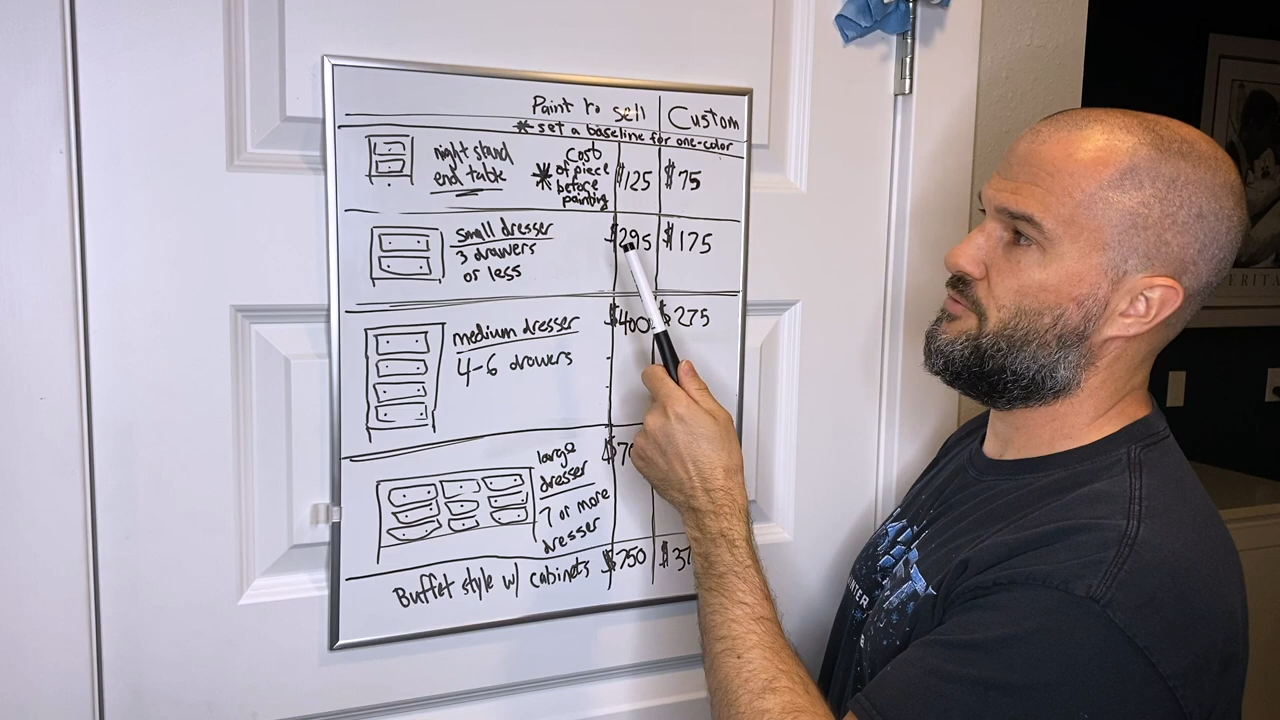 Paint to sell Custom
* set a baseline for one-color
night stand
end table
* Cost
of piece
before
painting
$125 $75
small dresser
3 drawers
or less
$295 $175
medium dresser
4-6 drawers
$400 $275
large
dresser
7 or more
dresser
Buffet style w/ cabinets $750